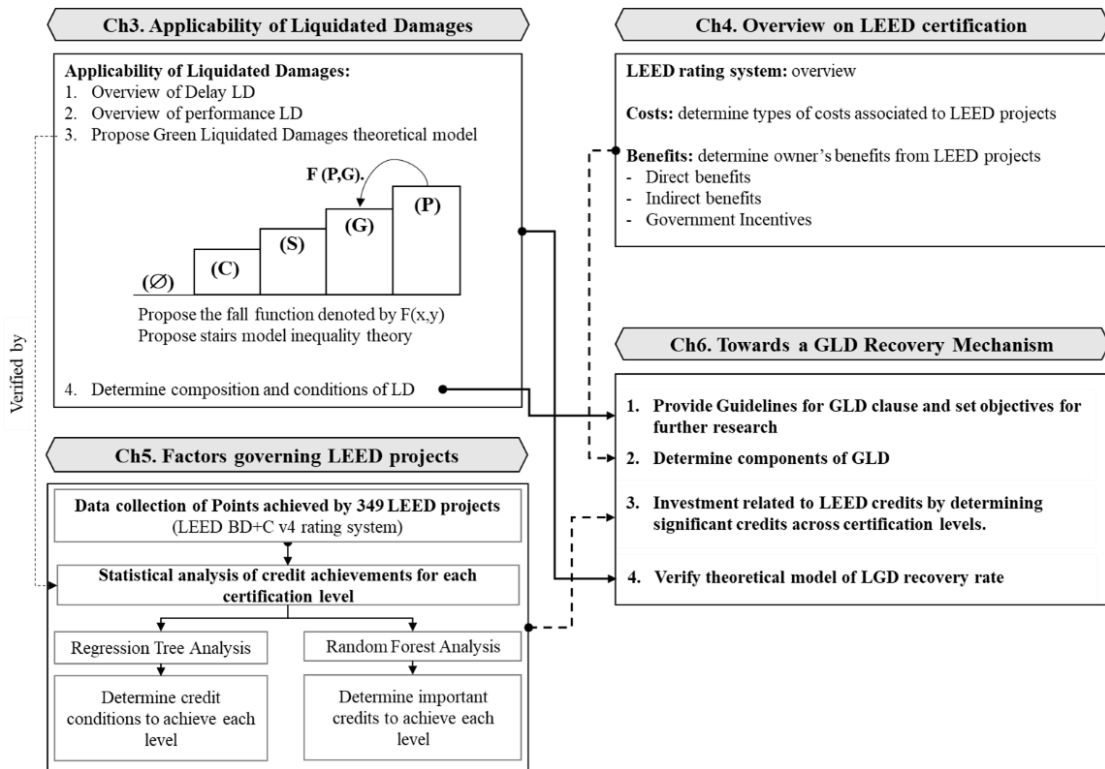 Ch3. Applicability of Liquidated Damages
Applicability of Liquidated Damages:
1. Overview of Delay LD
2. Overview of performance LD
3. Propose Green Liquidated Damages theoretical model
F (P,G).
(P)
(G)
(S)
(C)
(∅)
Propose the fall function denoted by F(x,y)
Propose stairs model inequality theory
4. Determine composition and conditions of LD
Verified by
Ch5. Factors governing LEED projects
Data collection of Points achieved by 349 LEED projects
(LEED BD+C v4 rating system)
Statistical analysis of credit achievements for each
certification level
Regression Tree Analysis
Random Forest Analysis
Determine credit
conditions to achieve each
level
Determine important
credits to achieve each
level
Ch4. Overview on LEED certification
LEED rating system: overview
Costs: determine types of costs associated to LEED projects
Benefits: determine owner's benefits from LEED projects
- Direct benefits
- Indirect benefits
- Government Incentives
Ch6. Towards a GLD Recovery Mechanism
1. Provide Guidelines for GLD clause and set objectives for
further research
2. Determine components of GLD
3. Investment related to LEED credits by determining
significant credits across certification levels.
4. Verify theoretical model of LGD recovery rate